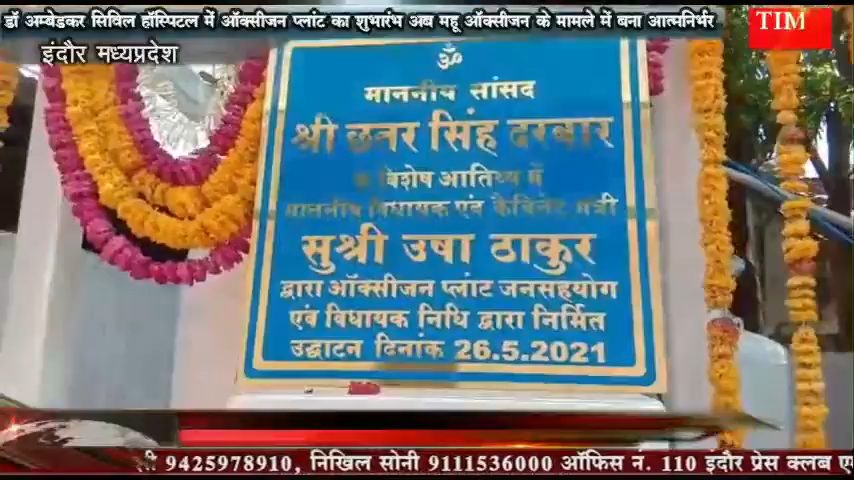 डॉ अम्बेडकर सिविल हॉस्पिटल में ऑक्सीजन प्लांट का शुभारंभ अब महू ऑक्सीजन के मामले में बना आत्मनिर्भर
TIM
इंदौर मध्यप्रदेश
ॐ
माननीय सांसद
श्री छतर सिंह दरबार
के विशेष आतिथ्य में
माननीय विधायक एवं कैबिनेट मंत्री
सुश्री उषा ठाकुर
द्वारा ऑक्सीजन प्लांट जनसहयोग
एवं विधायक निधि द्वारा निर्मित
उद्घाटन दिनांक 26.5.2021
9425978910, निखिल सोनी 9111536000 ऑफिस नं. 110 इंदौर प्रेस क्लब